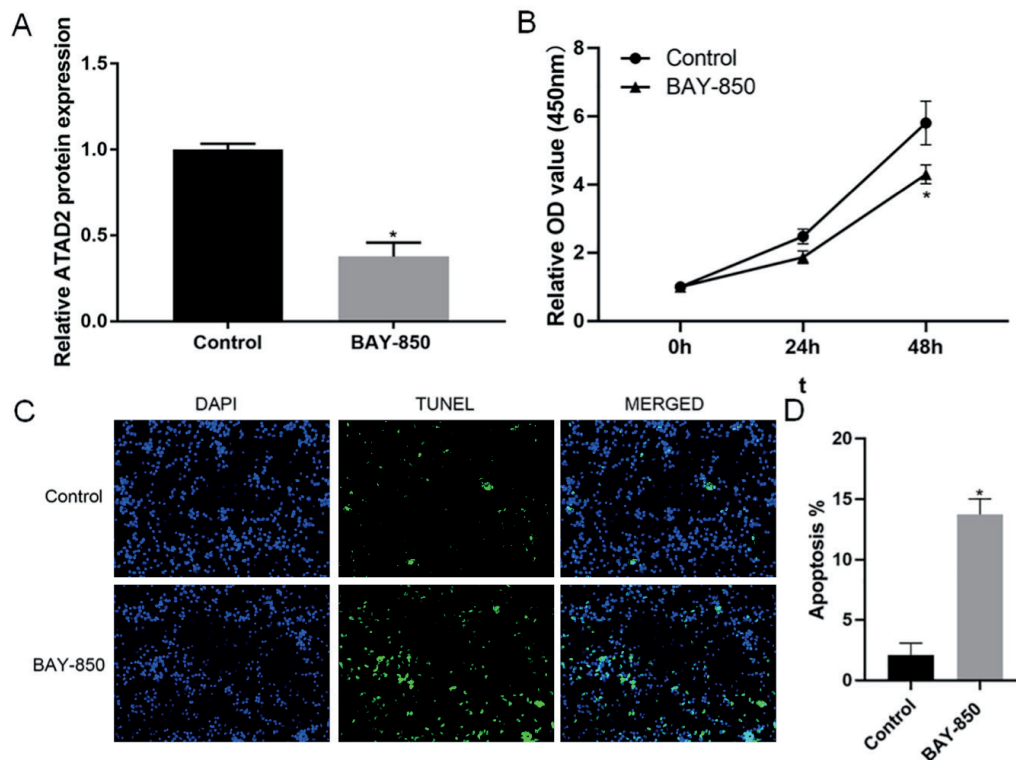 A
Relative ATAD2 protein expression
1.5
1.0
0.5
0.0
*
Control
BAY-850
B
Relative OD value (450nm)
8
6
4
2
0
Control
BAY-850
*
0h
24h
48h
t
C
DAPI
TUNEL
MERGED
Control
BAY-850
D
Apoptosis %
20
15
10
5
0
*
Control
BAY-850